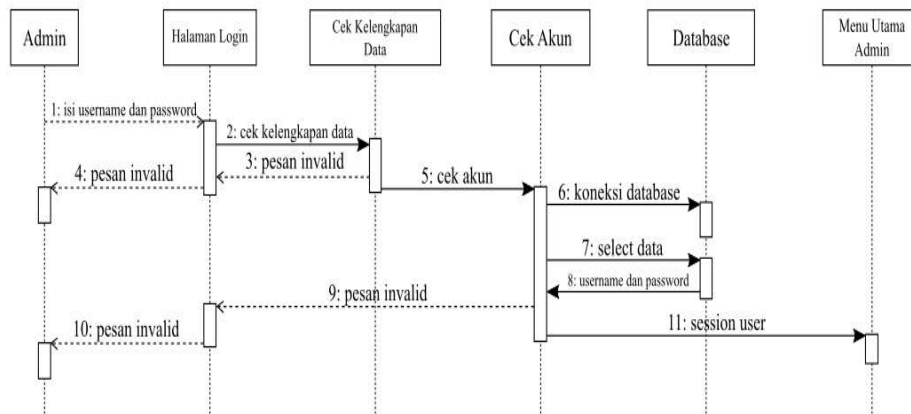 Admin
Halaman Login
Cek Kelengkapan
Data
Cek Akun
Database
Menu Utama
Admin
1: isi username dan password
2: cek kelengkapan data
3: pesan invalid
4: pesan invalid
5: cek akun
6: koneksi database
7: select data
8: username dan password
9: pesan invalid
10: pesan invalid
11: session user